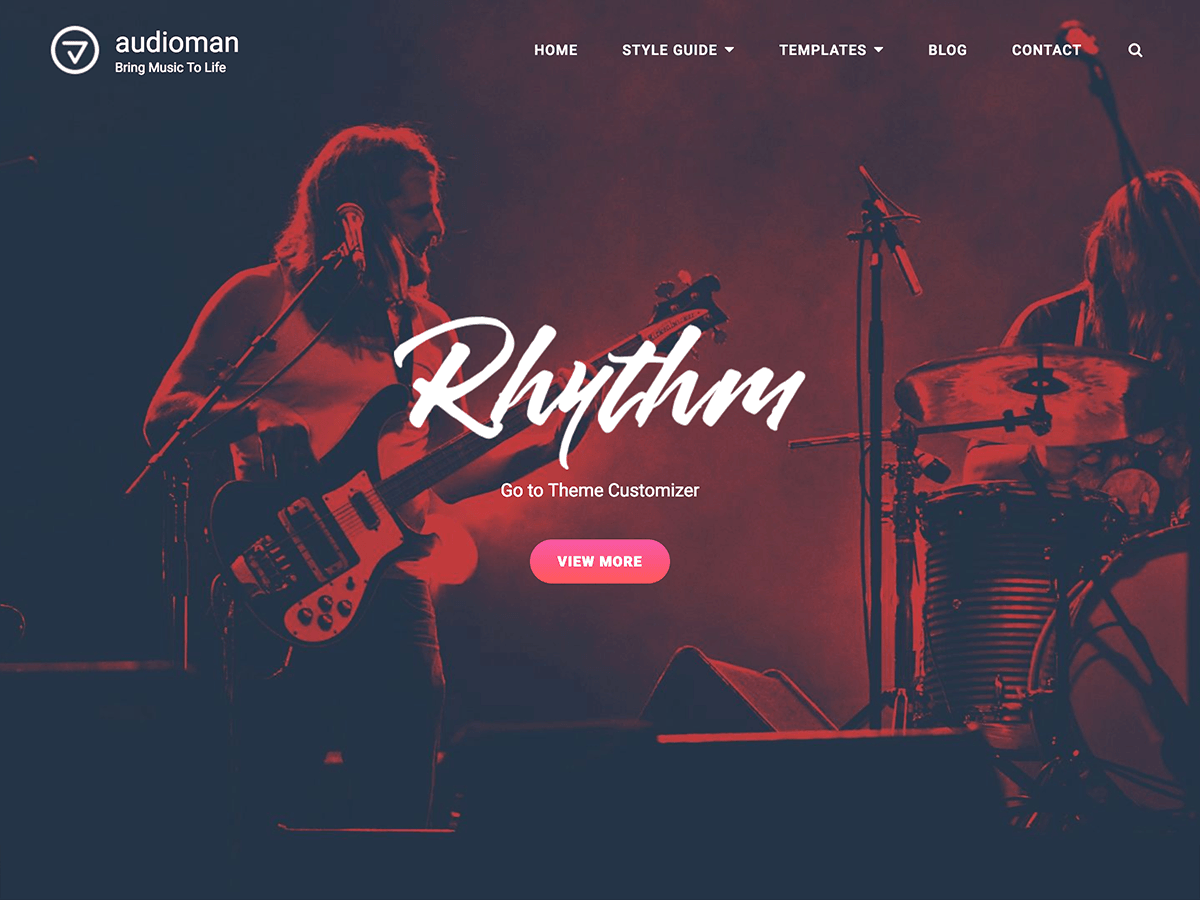 audioman
Bring Music To Life
HOME STYLE GUIDE TEMPLATES BLOG CONTACT
Rhythm
Go to Theme Customizer
VIEW MORE